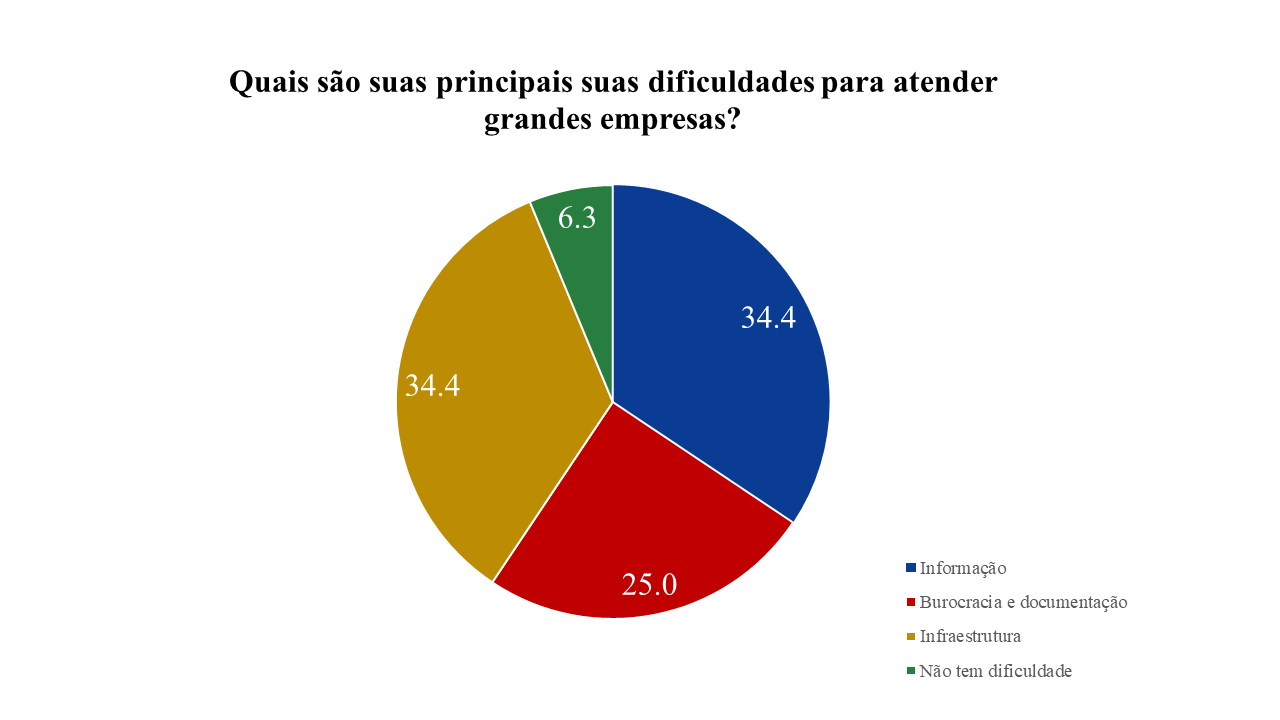 Quais são suas principais suas dificuldades para atender
grandes empresas?
6.3
34.4
34.4
25.0
Informação
Burocracia e documentação
Infraestrutura
Não tem dificuldade